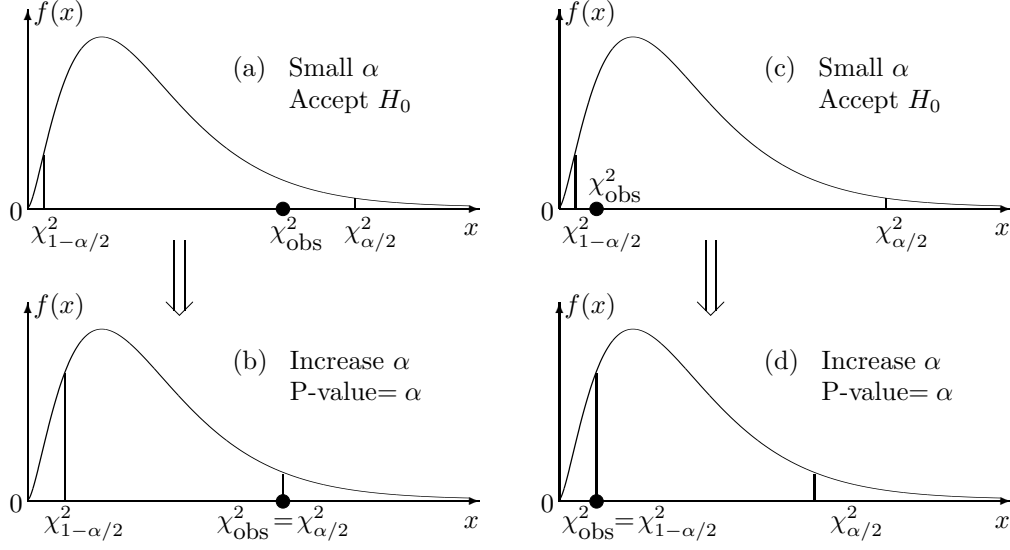 f(x)
(a) Small α
Accept H₀
0
χ²₁₋α/₂
χ²obs
χ²α/₂
x
f(x)
(c) Small α
Accept H₀
χ²obs
0
χ²₁₋α/₂
χ²α/₂
x
f(x)
(b) Increase α
P-value= α
0
χ²₁₋α/₂
χ²obs = χ²α/₂
x
f(x)
(d) Increase α
P-value= α
0
χ²obs = χ²₁₋α/₂
χ²α/₂
x